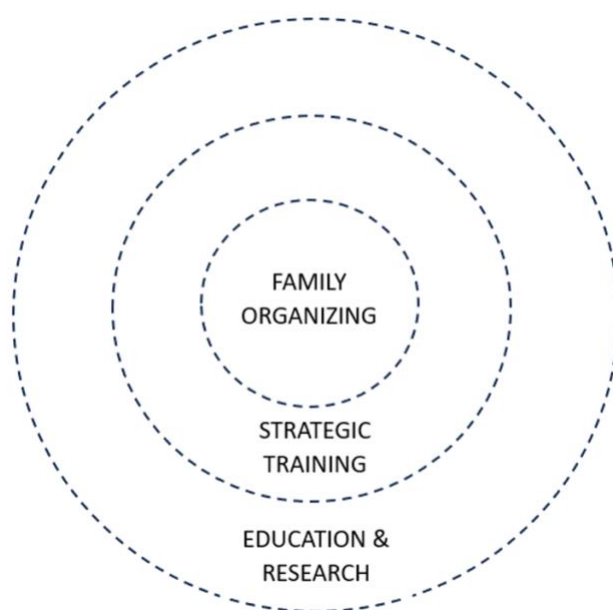 FAMILY
ORGANIZING
STRATEGIC
TRAINING
EDUCATION &
RESEARCH